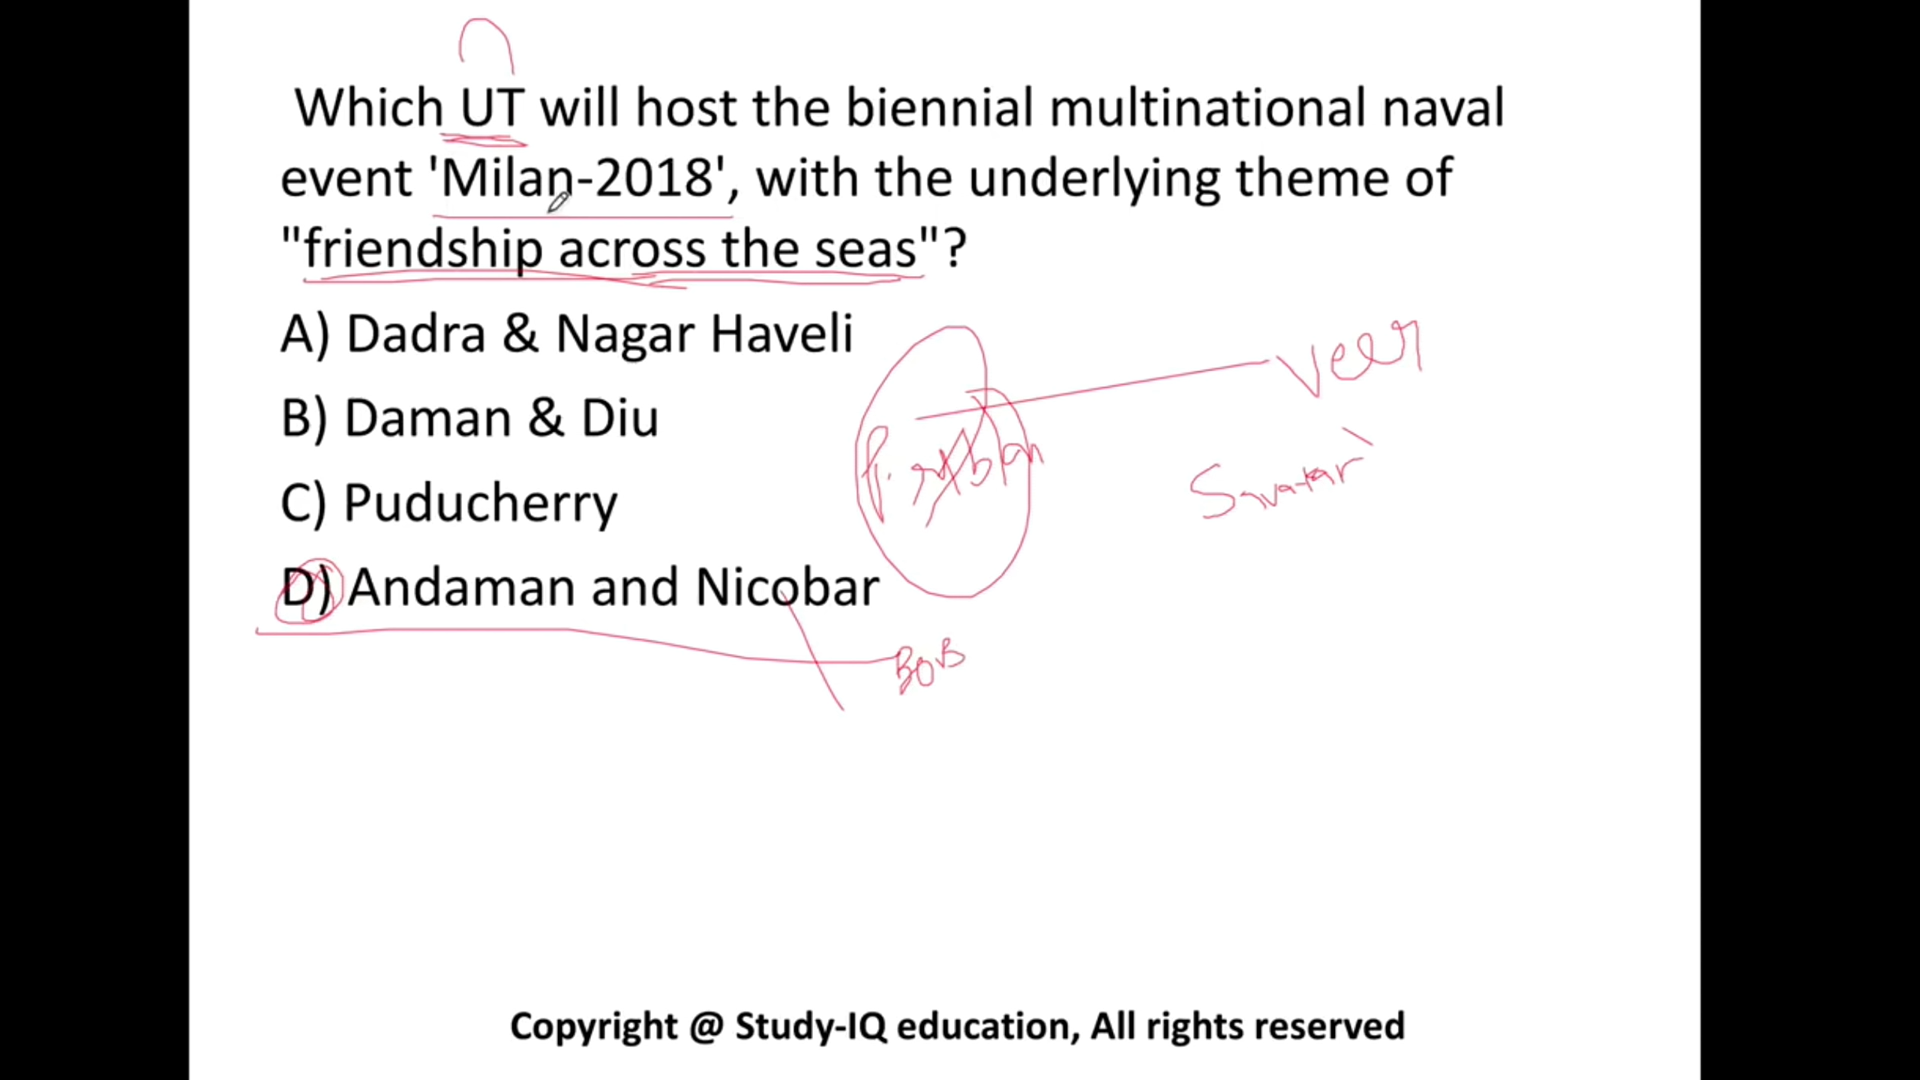 Which UT will host the biennial multinational naval
event 'Milan-2018', with the underlying theme of
"friendship across the seas"?
A) Dadra & Nagar Haveli
B) Daman & Diu
C) Puducherry
D) Andaman and Nicobar
Veer
Savarkar
BOB
Copyright @ Study-IQ education, All rights reserved